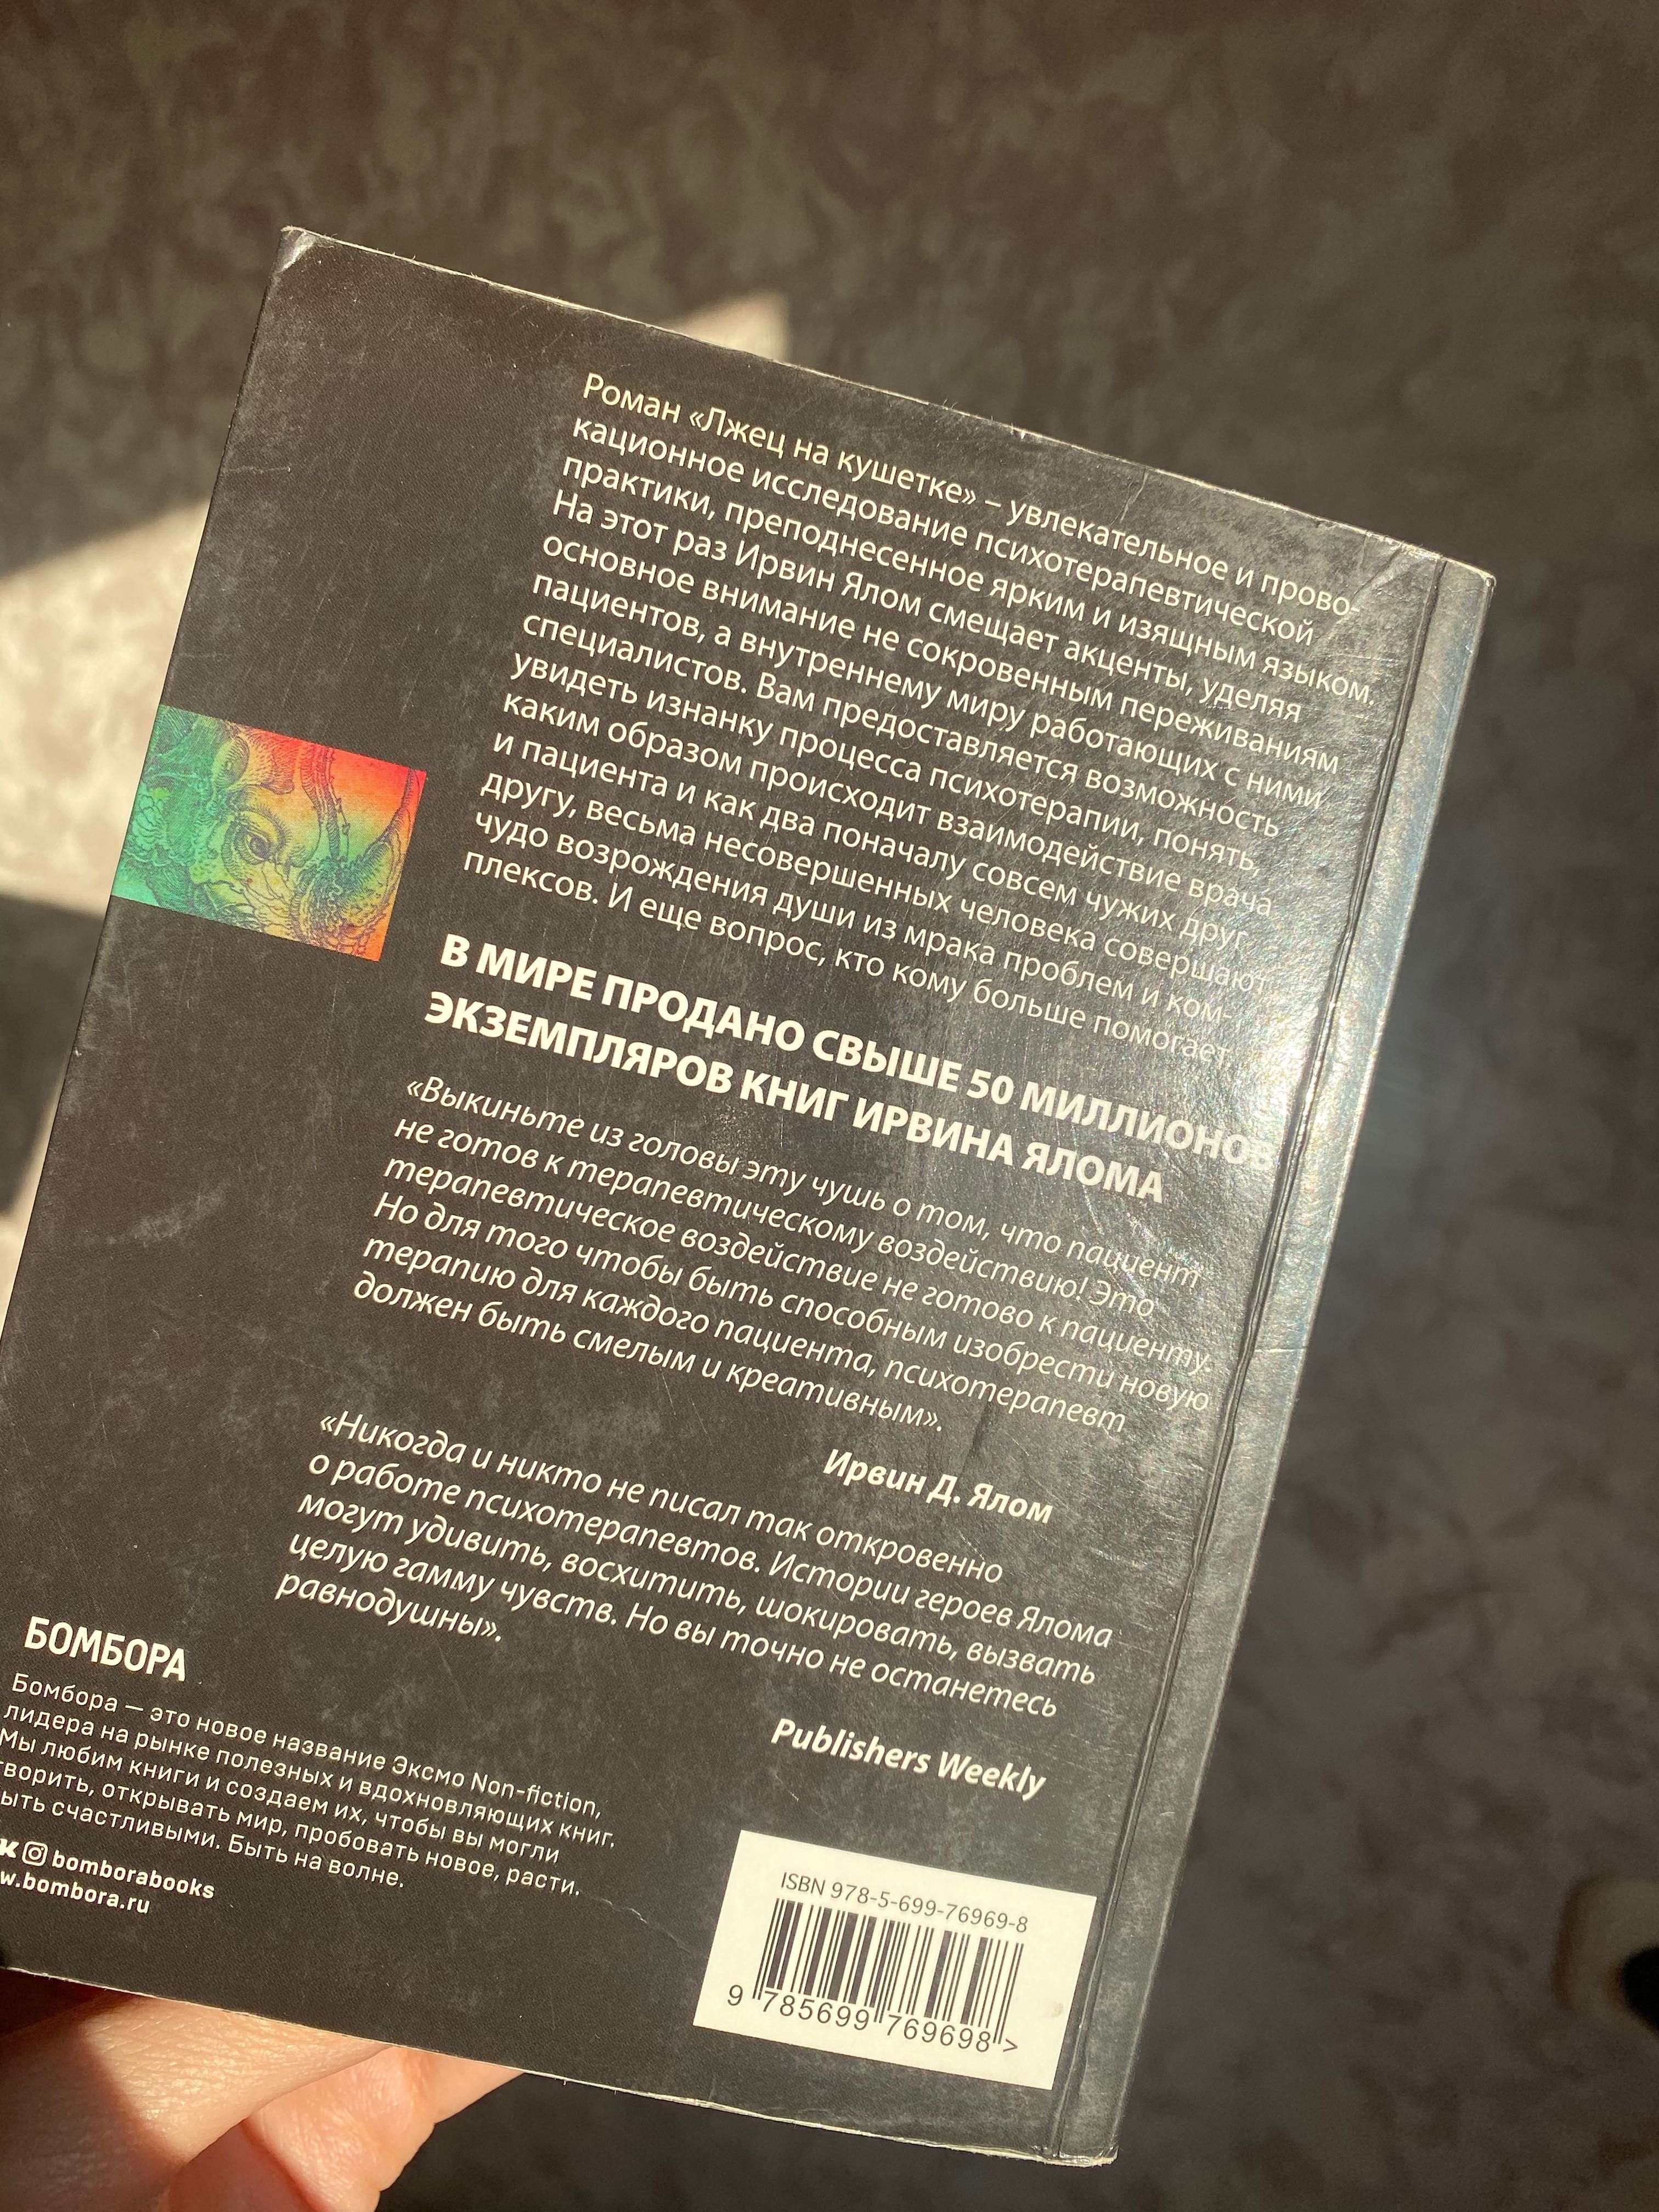 Роман «Лжец на кушетке» – увлекательное и прово-
кационное исследование психотерапевтической
практики, преподнесенное ярким и изящным языком.
На этот раз Ирвин Ялом смещает акценты, уделяя
основное внимание не сокровенным переживаниям
пациентов, а внутреннему миру работающих с ними
специалистов. Вам предоставляется возможность
увидеть изнанку процесса психотерапии, понять,
каким образом происходит взаимодействие врача
и пациента и как два поначалу совсем чужих друг
другу, весьма несовершенных человека совершают
чудо возрождения души из мрака проблем и ком-
плексов. И еще вопрос, кто кому больше помогает.
В МИРЕ ПРОДАНО СВЫШЕ 50 МИЛЛИОНОВ
ЭКЗЕМПЛЯРОВ КНИГ ИРВИНА ЯЛОМА
«Выкиньте из головы эту чушь о том, что пациент
не готов к терапевтическому воздействию! Это
терапевтическое воздействие не готово к пациенту.
Но для того чтобы быть способным изобрести новую
терапию для каждого пациента, психотерапевт
должен быть смелым и креативным».
Ирвин Д. Ялом
«Никогда и никто не писал так откровенно
о работе психотерапевтов. Истории героев Ялома
могут удивить, восхитить, шокировать, вызвать
целую гамму чувств. Но вы точно не останетесь
равнодушны».
Publishers Weekly
БОМБОРА
Бомбора — это новое название Эксмо Non-fiction,
лидера на рынке полезных и вдохновляющих книг.
Мы любим книги и создаем их, чтобы вы могли
творить, открывать мир, пробовать новое, расти.
ыть счастливыми. Быть на волне.
bomborabooks
w.bombora.ru
ISBN 978-5-699-76969-8
9 785699 769698 >